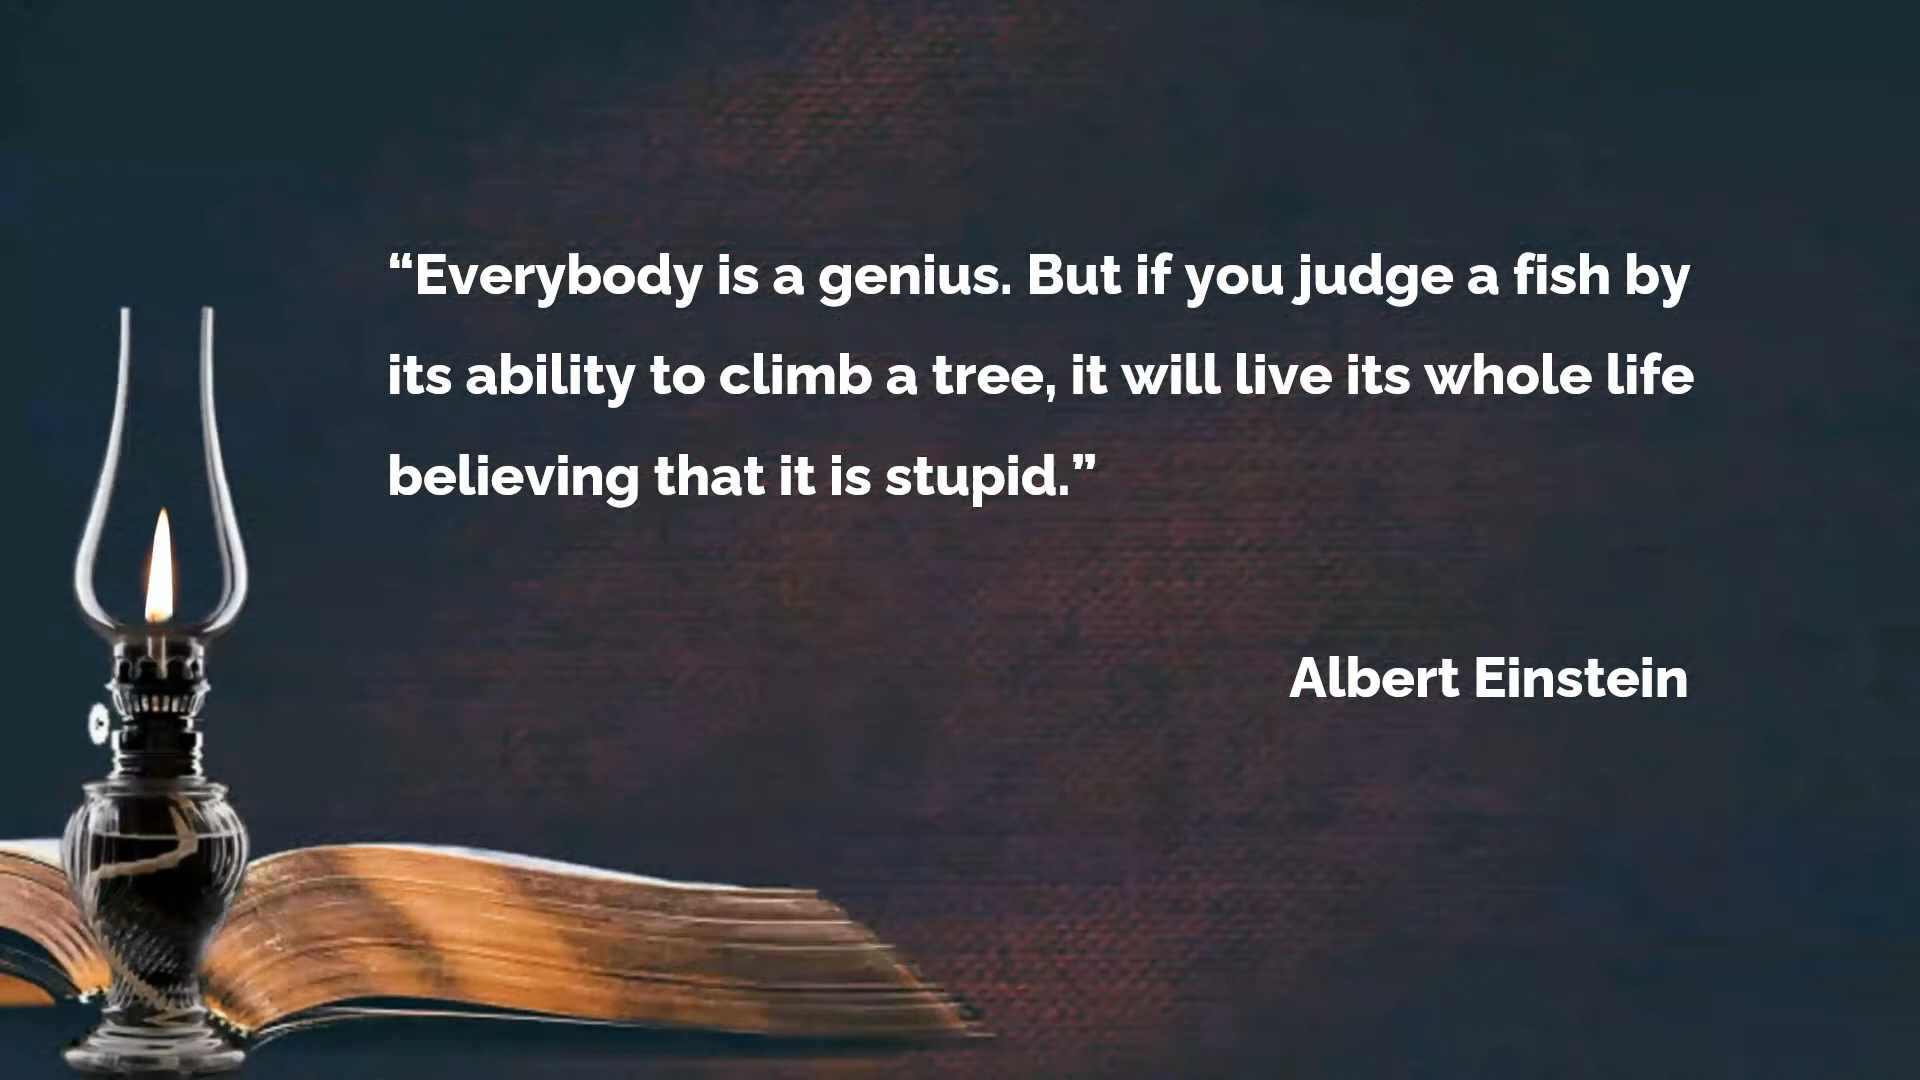 “Everybody is a genius. But if you judge a fish by
its ability to climb a tree, it will live its whole life
believing that it is stupid.”
Albert Einstein